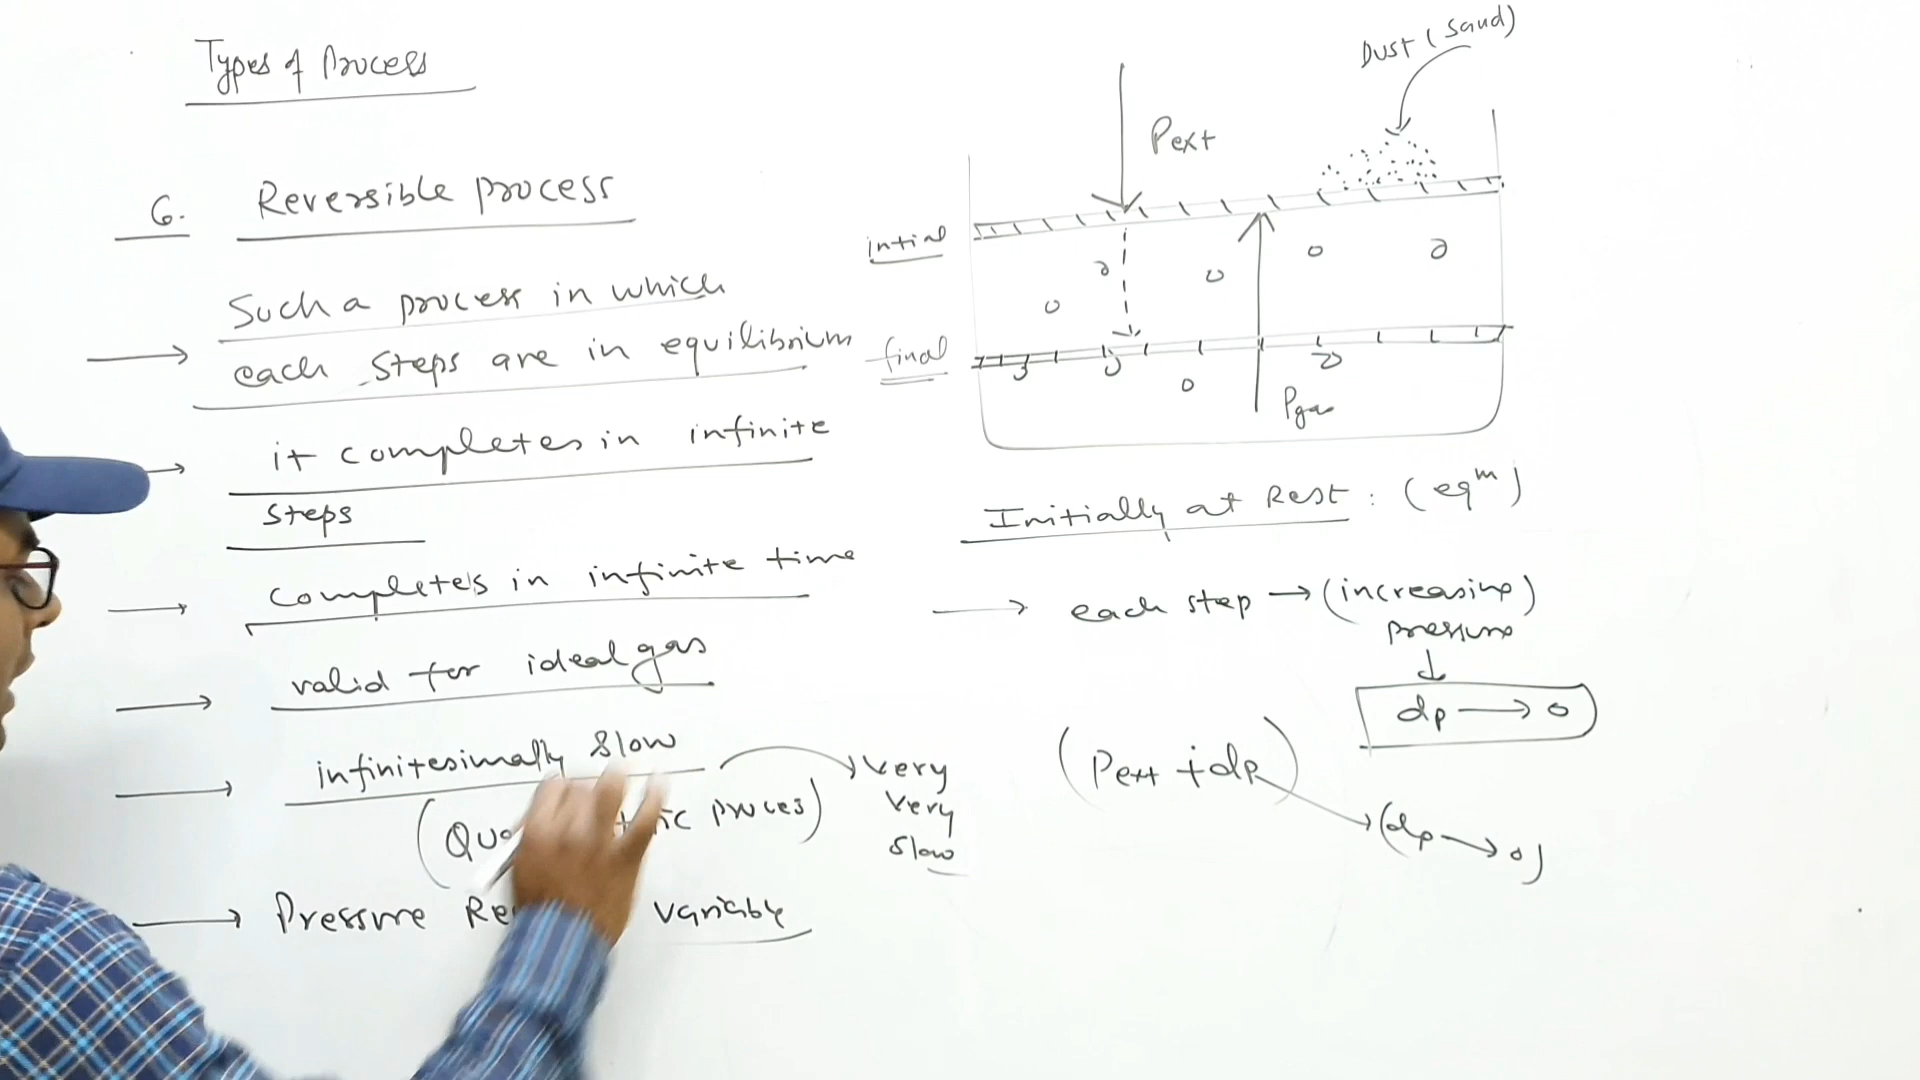 Types of Process
6. Reversible process
Such a process in which
each steps are in equilibrium
it completes in infinite
steps
completes in infinite time
valid for ideal gas
infinitesimally slow
very
very
slow
Pressure variable
Dust (Sand)
Pext
intial
final
Pgas
Initially at Rest : (eqm)
each step → (increasing)
pressure
dp → 0
(Pext + dp)
(dp → 0)